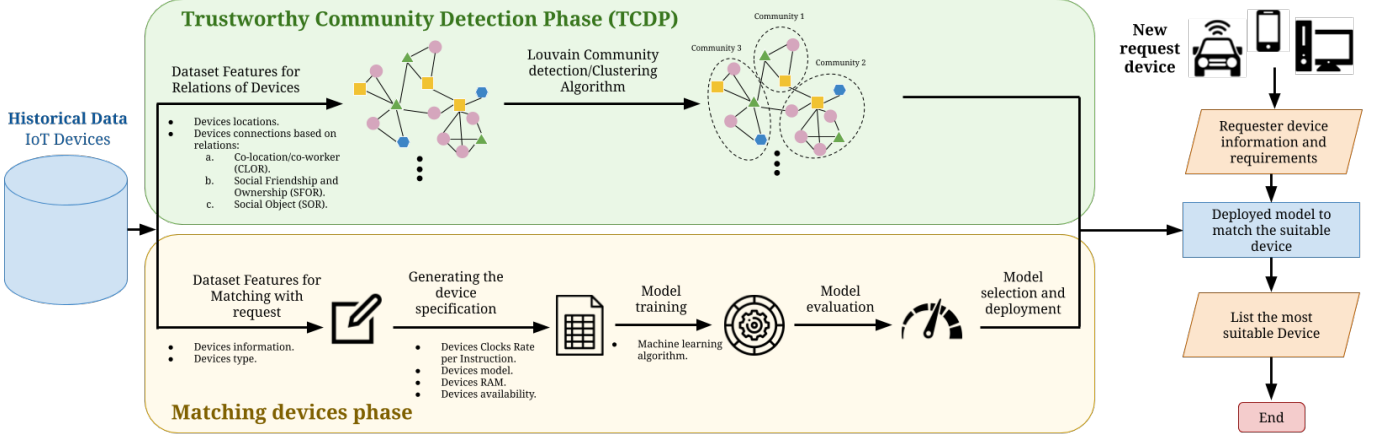 Trustworthy Community Detection Phase (TCDP)
Historical Data
IoT Devices
Dataset Features for
Relations of Devices
● Devices locations.
● Devices connections based on
relations:
a. Co-location/co-worker
(CLOR).
b. Social Friendship and
Ownership (SFOR).
c. Social Object (SOR).
Louvain Community
detection/Clustering
Algorithm
Community 1
Community 3
Community 2
Dataset Features for
Matching with
request
● Devices information.
● Devices type.
Generating the
device
specification
● Devices Clocks Rate
per Instruction.
● Devices model.
● Devices RAM.
● Devices availability.
Model
training
● Machine learning
algorithm.
Model
evaluation
Model
selection and
deployment
Matching devices phase
New
request
device
Requester device
information and
requirements
Deployed model to
match the suitable
device
List the most
suitable Device
End